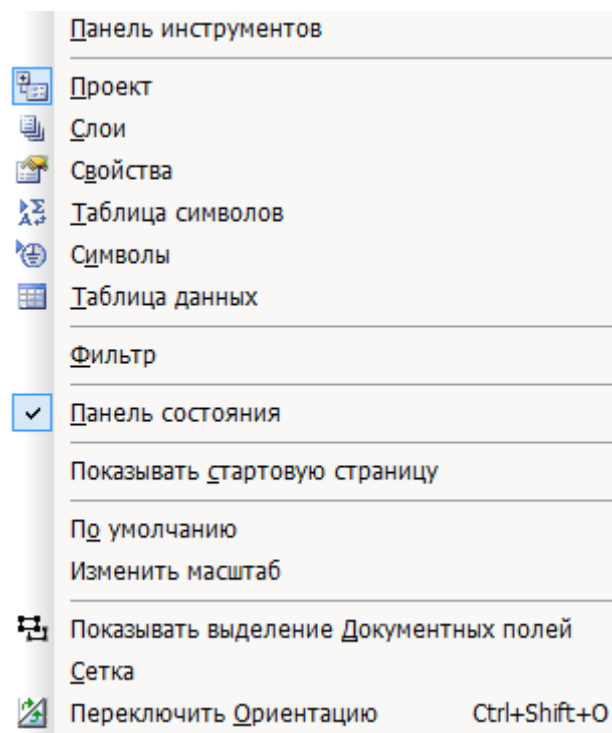 Панель инструментов
Проект
Слои
Свойства
Таблица символов
Символы
Таблица данных
Фильтр
Панель состояния
Показывать стартовую страницу
По умолчанию
Изменить масштаб
Показывать выделение Документных полей
Сетка
Переключить Ориентацию Ctrl+Shift+O